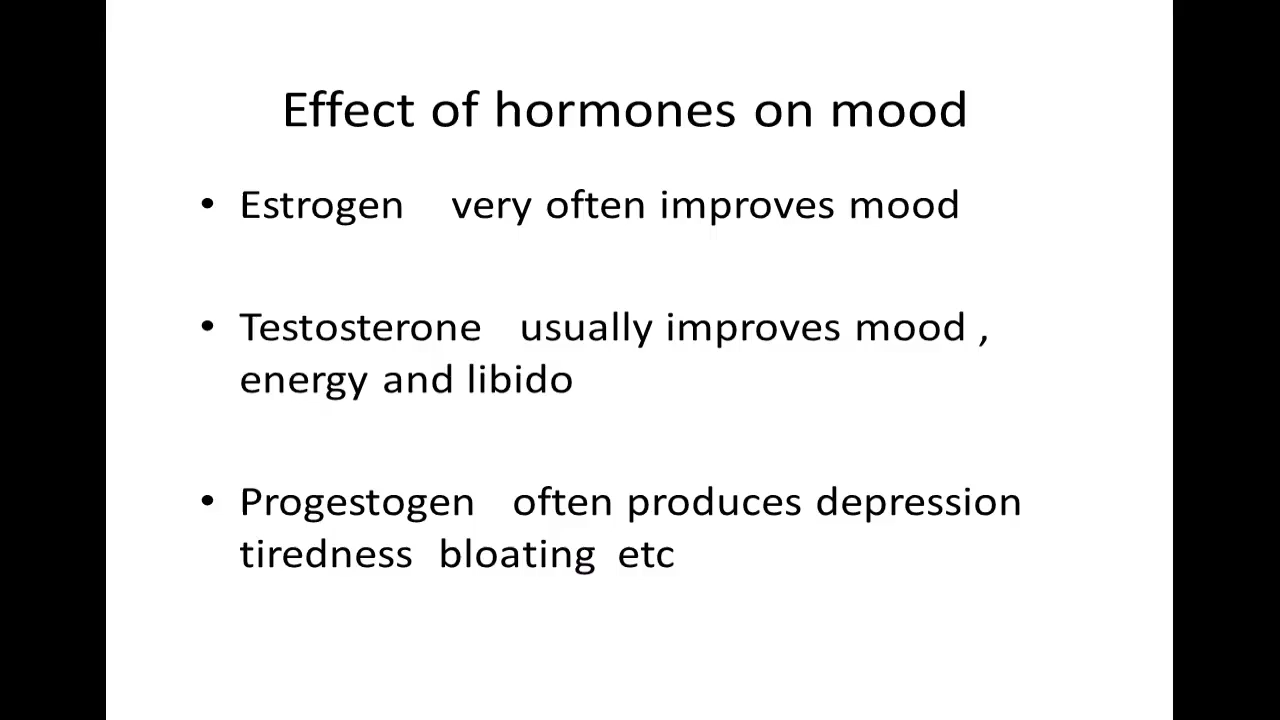 Effect of hormones on mood
• Estrogen very often improves mood
• Testosterone usually improves mood ,
energy and libido
• Progestogen often produces depression
tiredness bloating etc